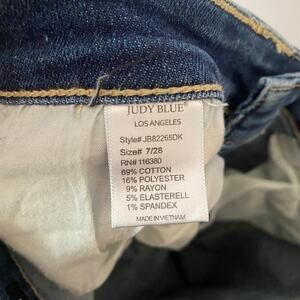 JUDY BLUE
LOS ANGELES
Style# JB82265DK
Size# 7/28
RN# 116380
69% COTTON
16% POLYESTER
9% RAYON
5% ELASTERELL
1% SPANDEX
MADE IN VIETNAM